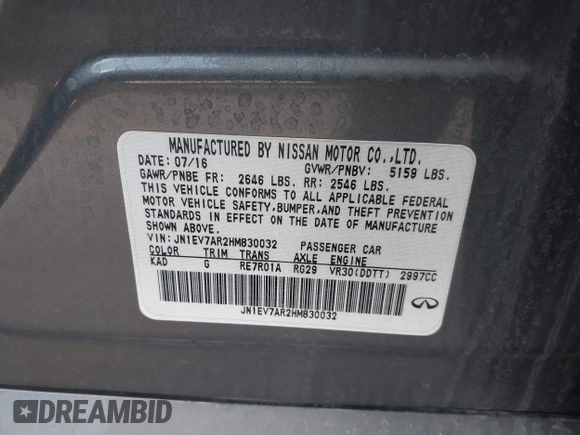 MANUFACTURED BY NISSAN MOTOR CO.,LTD.
DATE: 07/16 GVWR/PNBV: 5159 LBS.
GAWR/PNBE FR: 2646 LBS. RR: 2546 LBS.
THIS VEHICLE CONFORMS TO ALL APPLICABLE FEDERAL
MOTOR VEHICLE SAFETY,BUMPER,AND THEFT PREVENTION
STANDARDS IN EFFECT ON THE DATE OF MANUFACTURE
SHOWN ABOVE.
VIN: JN1EV7AR2HM830032 PASSENGER CAR
COLOR TRIM TRANS AXLE ENGINE
KAD G RE7R01A RG29 VR30(DDTT) 2997CC
JN1EV7AR2HM830032
DREAMBID